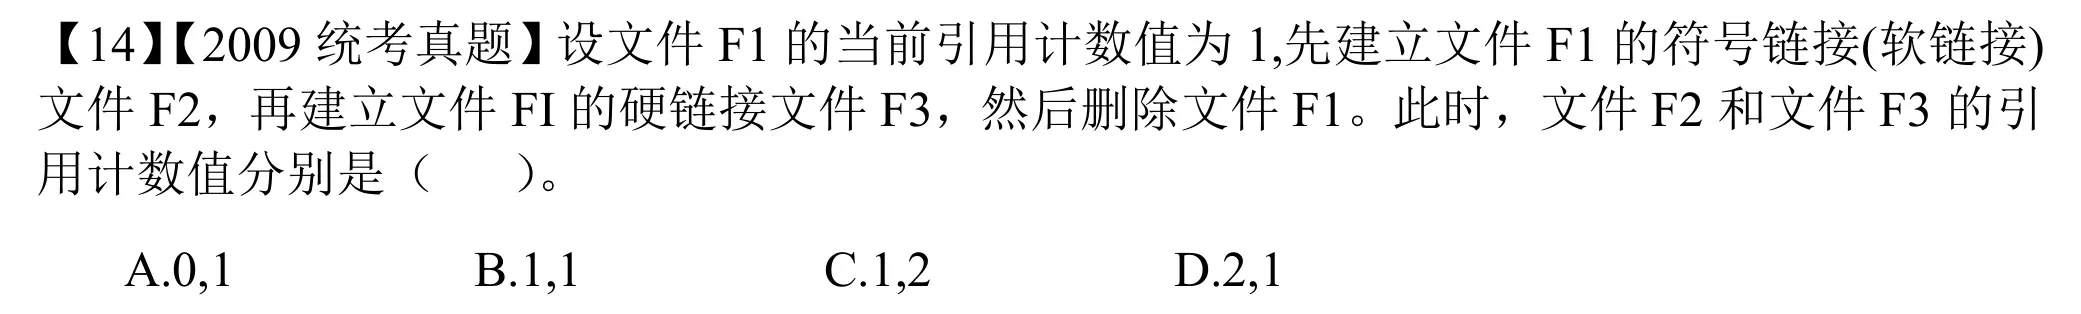 【14】【2009 统考真题】设文件 F1 的当前引用计数值为 1,先建立文件 F1 的符号链接(软链接)
文件 F2，再建立文件 FI 的硬链接文件 F3，然后删除文件 F1。此时，文件 F2 和文件 F3 的引
用计数值分别是（　　）。
A.0,1　　B.1,1　　C.1,2　　D.2,1